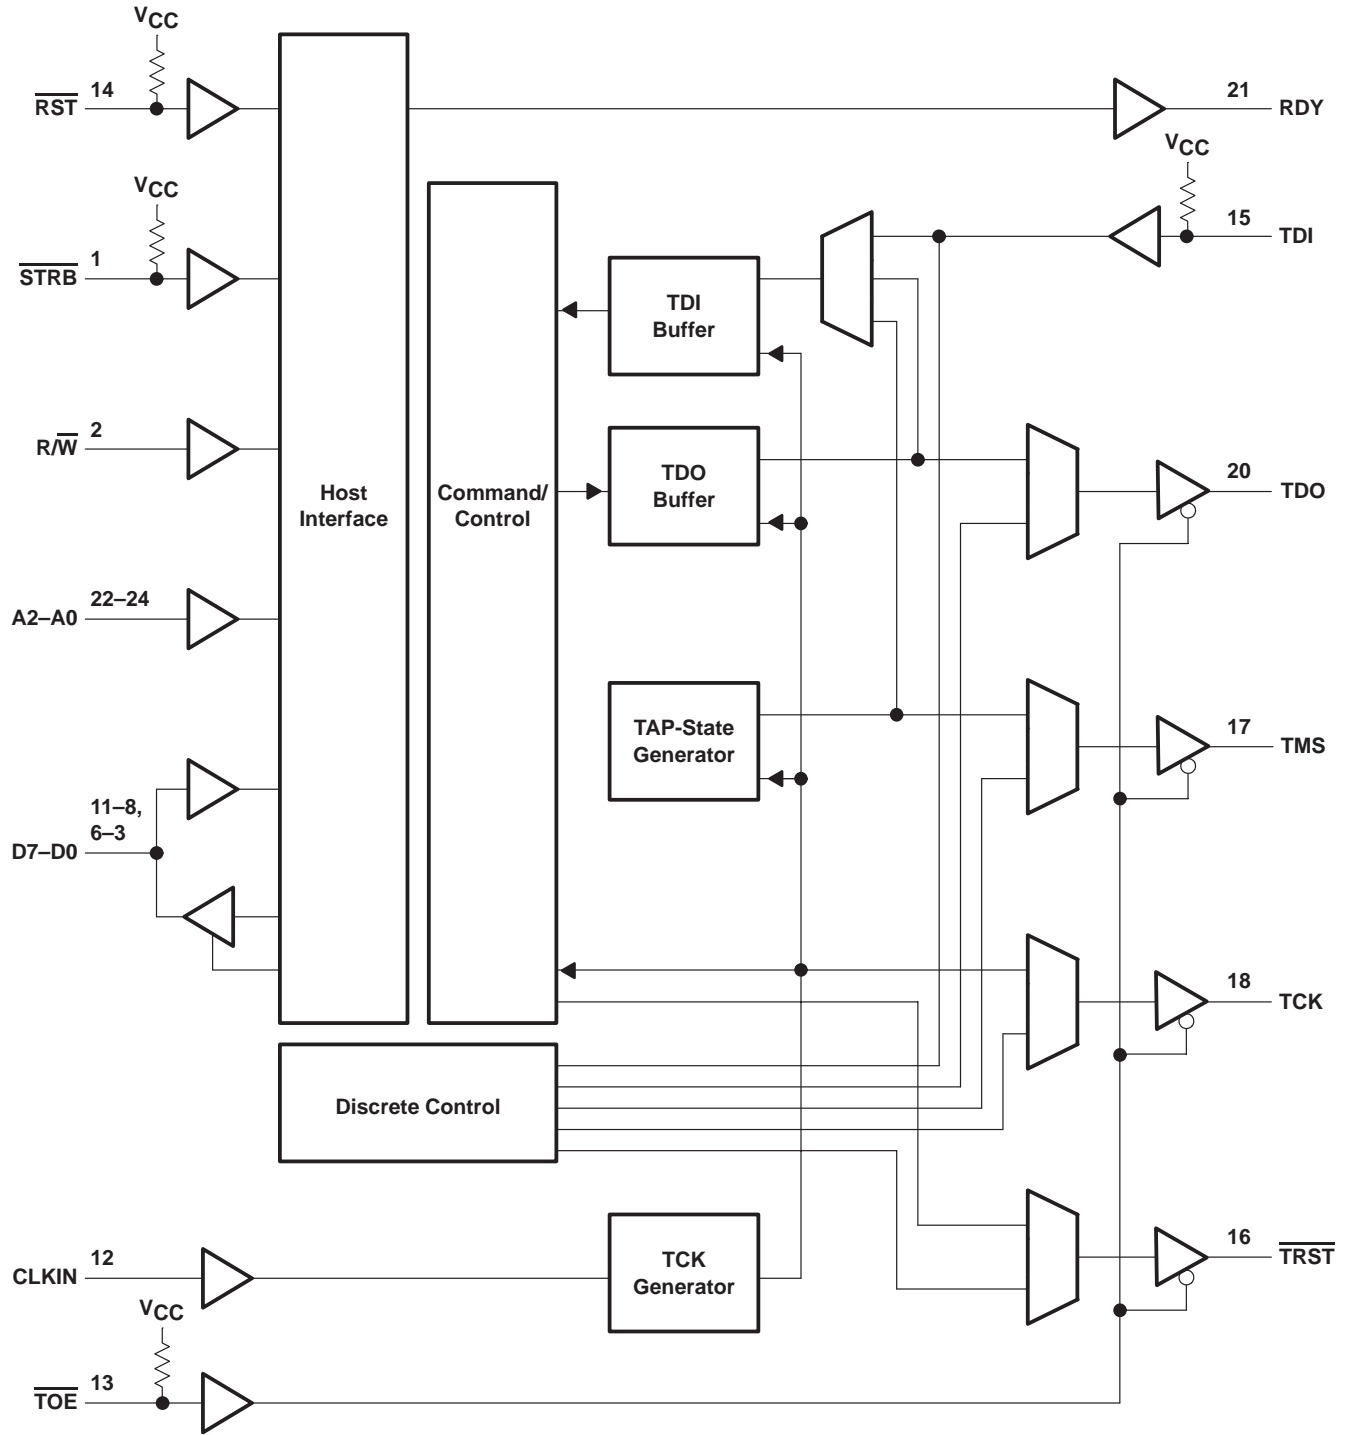 VCC
RST 14
VCC
STRB 1
R/W 2
A2–A0 22–24
11–8,
6–3
D7–D0
CLKIN 12
VCC
TOE 13
Host
Interface
Command/
Control
Discrete Control
TDI
Buffer
TDO
Buffer
TAP-State
Generator
TCK
Generator
21 RDY
VCC
15 TDI
20 TDO
17 TMS
18 TCK
16 TRST